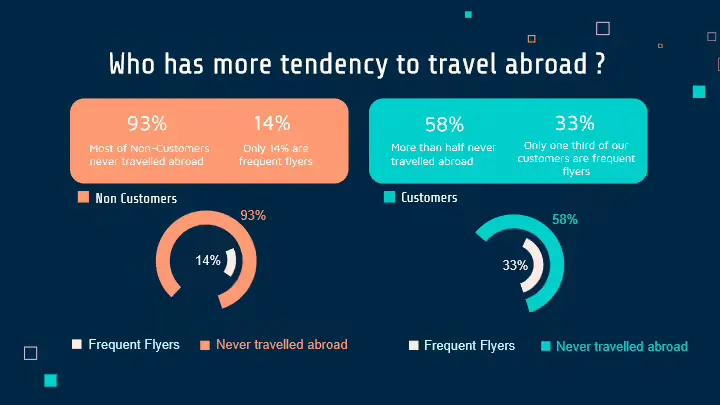 Who has more tendency to travel abroad ?
93%
Most of Non-Customers
never travelled abroad
14%
Only 14% are
frequent flyers
58%
More than half never
travelled abroad
33%
Only one third of our
customers are frequent
flyers
Non Customers
93%
14%
Customers
58%
33%
Frequent Flyers
Never travelled abroad
Frequent Flyers
Never travelled abroad